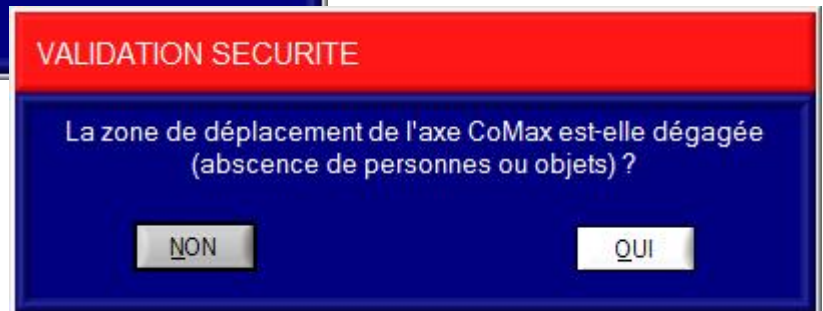 VALIDATION SECURITE
La zone de déplacement de l'axe CoMax est-elle dégagée
(abscence de personnes ou objets) ?
NON
OUI